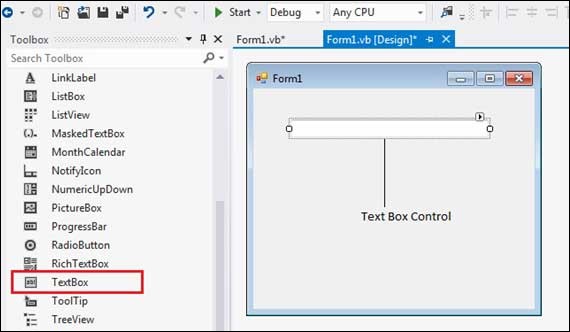 Start Debug Any CPU
Toolbox
Form1.vb* Form1.vb [Design]*
Search Toolbox
LinkLabel
ListBox
ListView
MaskedTextBox
MonthCalendar
NotifyIcon
NumericUpDown
PictureBox
ProgressBar
RadioButton
RichTextBox
TextBox
ToolTip
TreeView
Form1
Text Box Control